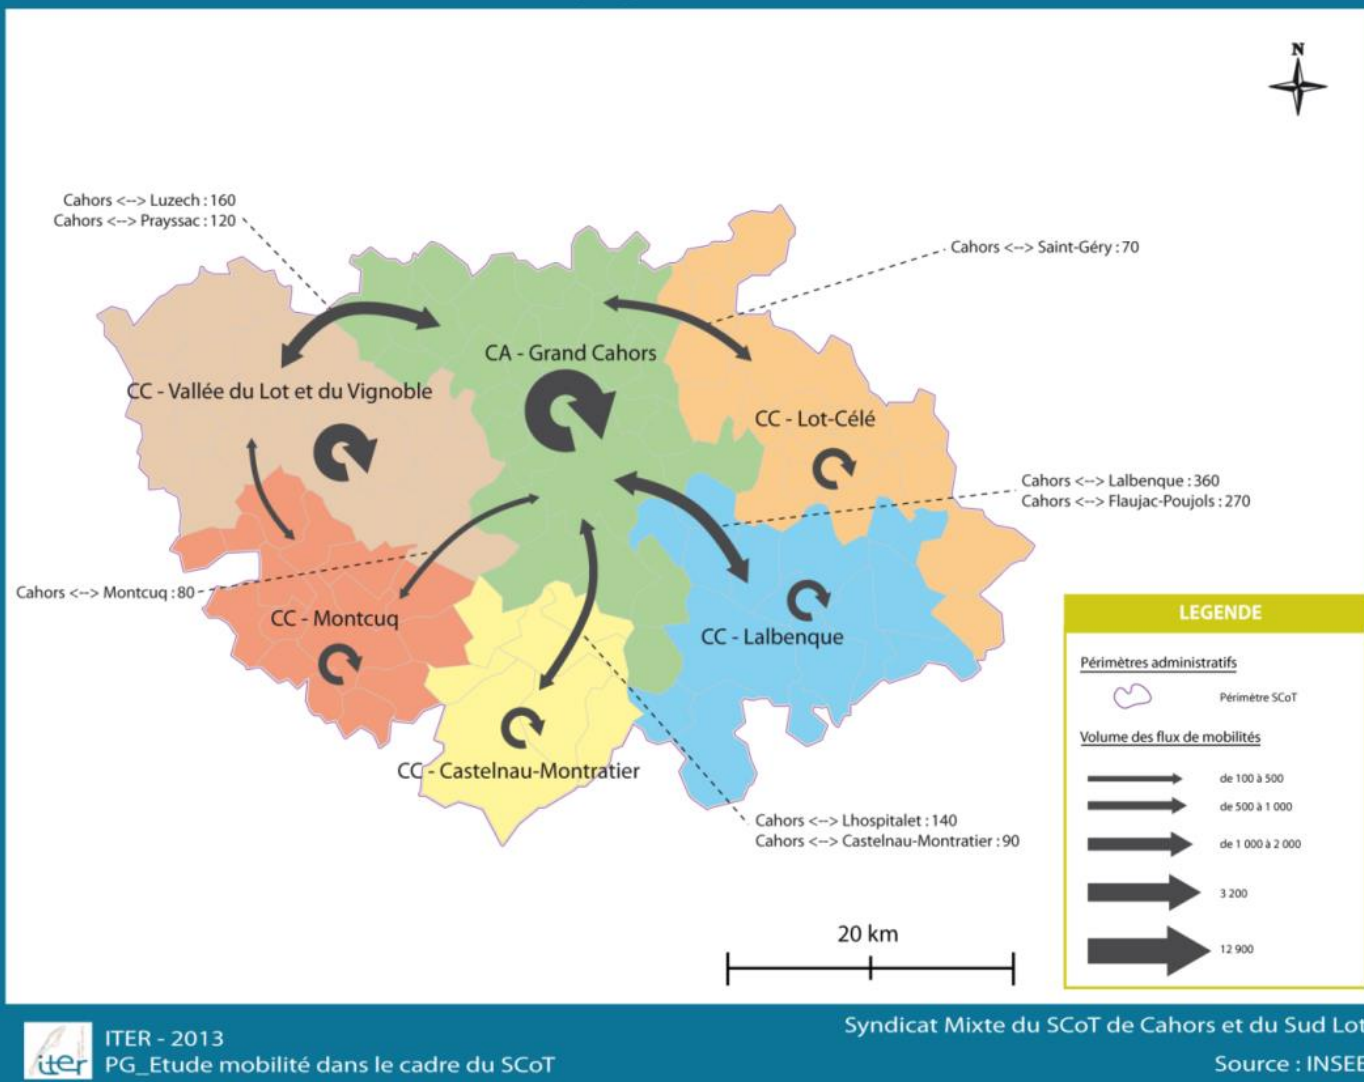 N
Cahors <--> Luzech : 160
Cahors <--> Prayssac : 120
Cahors <--> Saint-Géry : 70
CA - Grand Cahors
CC - Vallée du Lot et du Vignoble
CC - Lot-Célé
Cahors <--> Lalbenque : 360
Cahors <--> Flaujac-Poujols : 270
Cahors <--> Montcuq : 80
CC - Montcuq
CC - Lalbenque
CC - Castelnau-Montratier
Cahors <--> Lhospitalet : 140
Cahors <--> Castelnau-Montratier : 90
LEGENDE
Périmètres administratifs
Périmètre SCoT
Volume des flux de mobilités
de 100 à 500
de 500 à 1 000
de 1 000 à 2 000
3 200
12 900
20 km
iter
ITER - 2013
PG_Etude mobilité dans le cadre du SCoT
Syndicat Mixte du SCoT de Cahors et du Sud Lot
Source : INSEE